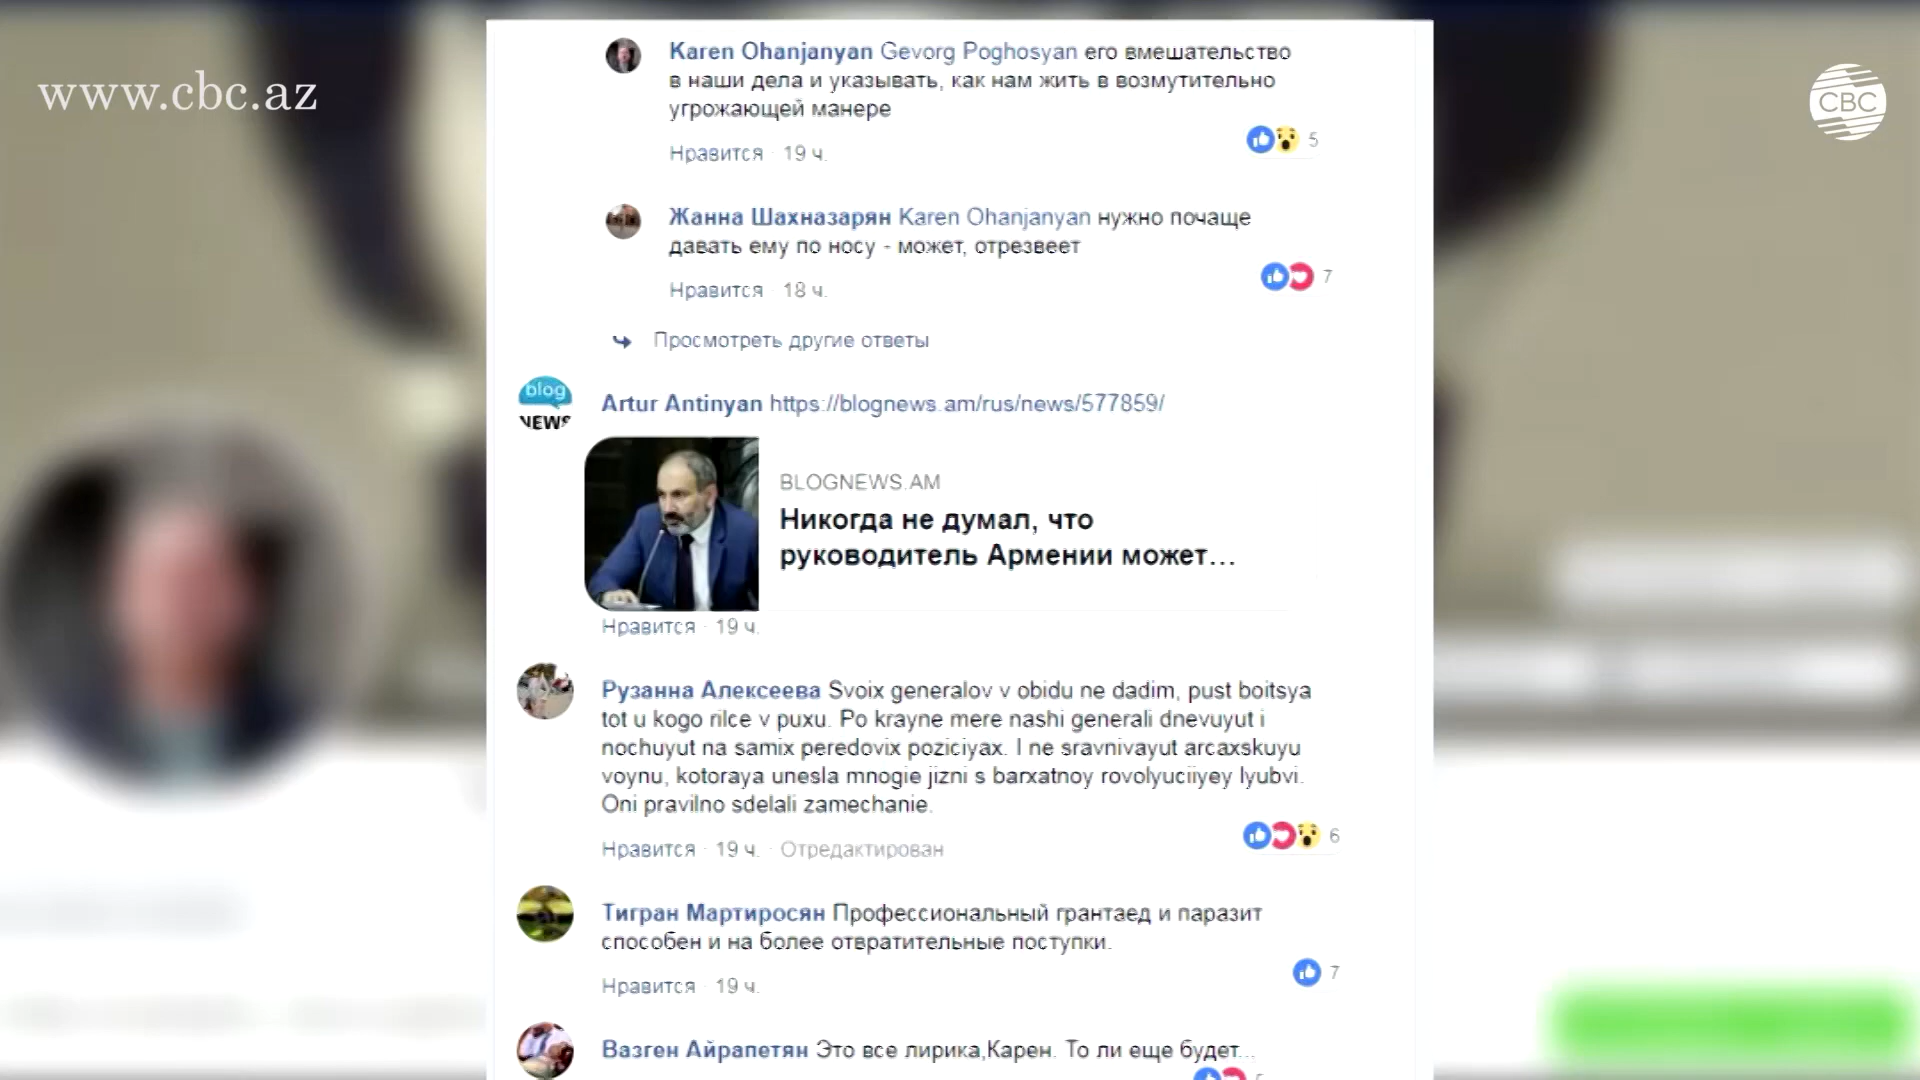 www.cbc.az
CBC
Karen Ohanjanyan Gevorg Poghosyan его вмешательство
в наши дела и указывать, как нам жить в возмутительно
угрожающей манере
5
Нравится · 19 ч.
Жанна Шахназарян Karen Ohanjanyan нужно почаще
давать ему по носу - может, отрезвеет
7
Нравится · 18 ч.
Просмотреть другие ответы
blog
NEWS
Artur Antinyan https://blognews.am/rus/news/577859/
BLOGNEWS.AM
Никогда не думал, что
руководитель Армении может...
Нравится · 19 ч.
Рузанна Алексеева Svoix generalov v obidu ne dadim, pust boitsya
tot u kogo rilce v puxu. Po krayne mere nashi generali dnevuyut i
nochuyut na samix peredovix poziciyax. I ne sravnivayut arcaxskuyu
voynu, kotoraya unesla mnogie jizni s barxatnoy rovolyuciiyey lyubvi.
Oni pravilno sdelali zamechanie.
6
Нравится · 19 ч. · Отредактирован
Тигран Мартиросян Профессиональный грантаед и паразит
способен и на более отвратительные поступки.
7
Нравится · 19 ч.
Вазген Айрапетян Это все лирика,Карен. То ли еще будет...